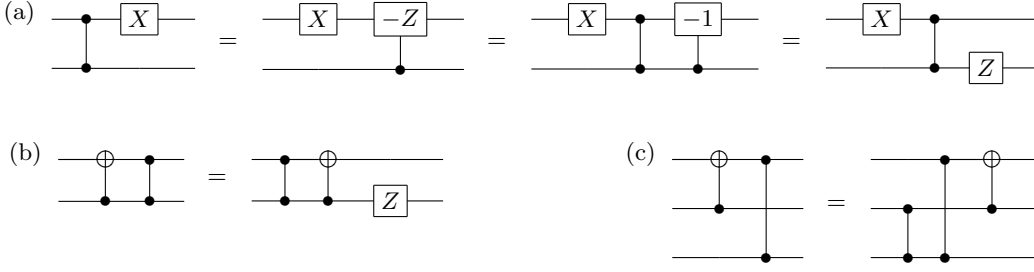 (a) X = X −Z = X −1 = X
Z
(b) = Z (c) =